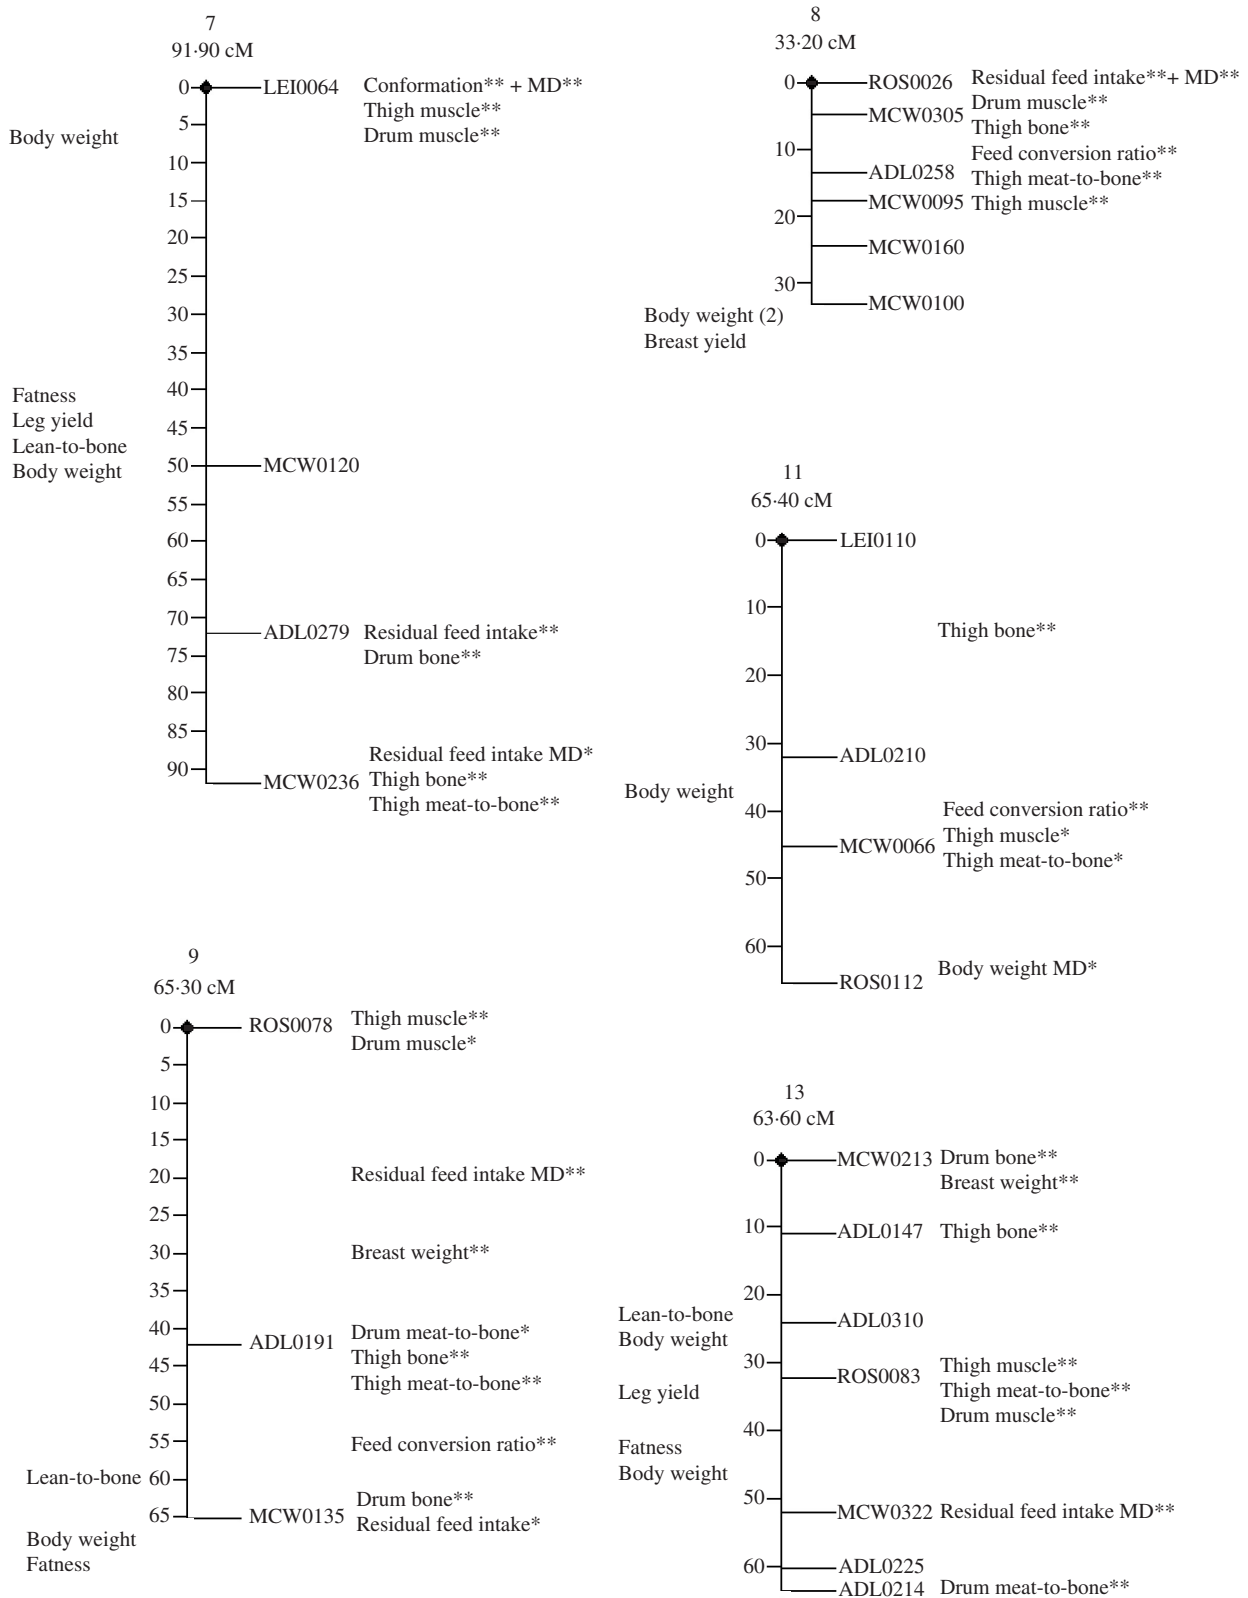 7
91·90 cM
0
LEI0064
Conformation** + MD**
Thigh muscle**
Drum muscle**
5
Body weight
10
15
20
25
30
35
40
Fatness
Leg yield
Lean-to-bone
Body weight
45
50
MCW0120
55
60
65
70
ADL0279
Residual feed intake**
Drum bone**
75
80
85
90
Residual feed intake MD*
MCW0236
Thigh bone**
Thigh meat-to-bone**
8
33·20 cM
0
ROS0026
Residual feed intake**+ MD**
Drum muscle**
MCW0305
Thigh bone**
10
Feed conversion ratio**
ADL0258
Thigh meat-to-bone**
MCW0095
Thigh muscle**
20
MCW0160
30
MCW0100
Body weight (2)
Breast yield
11
65·40 cM
0
LEI0110
10
Thigh bone**
20
30
ADL0210
Body weight
40
Feed conversion ratio**
Thigh muscle*
MCW0066
Thigh meat-to-bone*
50
60
Body weight MD*
ROS0112
9
65·30 cM
0
ROS0078
Thigh muscle**
Drum muscle*
5
10
15
20
Residual feed intake MD**
25
30
Breast weight**
35
40
ADL0191
Drum meat-to-bone*
Thigh bone**
Thigh meat-to-bone**
45
50
55
Feed conversion ratio**
Lean-to-bone
60
65
MCW0135
Drum bone**
Residual feed intake*
Body weight
Fatness
13
63·60 cM
0
MCW0213
Drum bone**
Breast weight**
10
ADL0147
Thigh bone**
20
Lean-to-bone
Body weight
ADL0310
30
ROS0083
Thigh muscle**
Thigh meat-to-bone**
Drum muscle**
Leg yield
40
Fatness
Body weight
50
MCW0322
Residual feed intake MD**
60
ADL0225
ADL0214
Drum meat-to-bone**